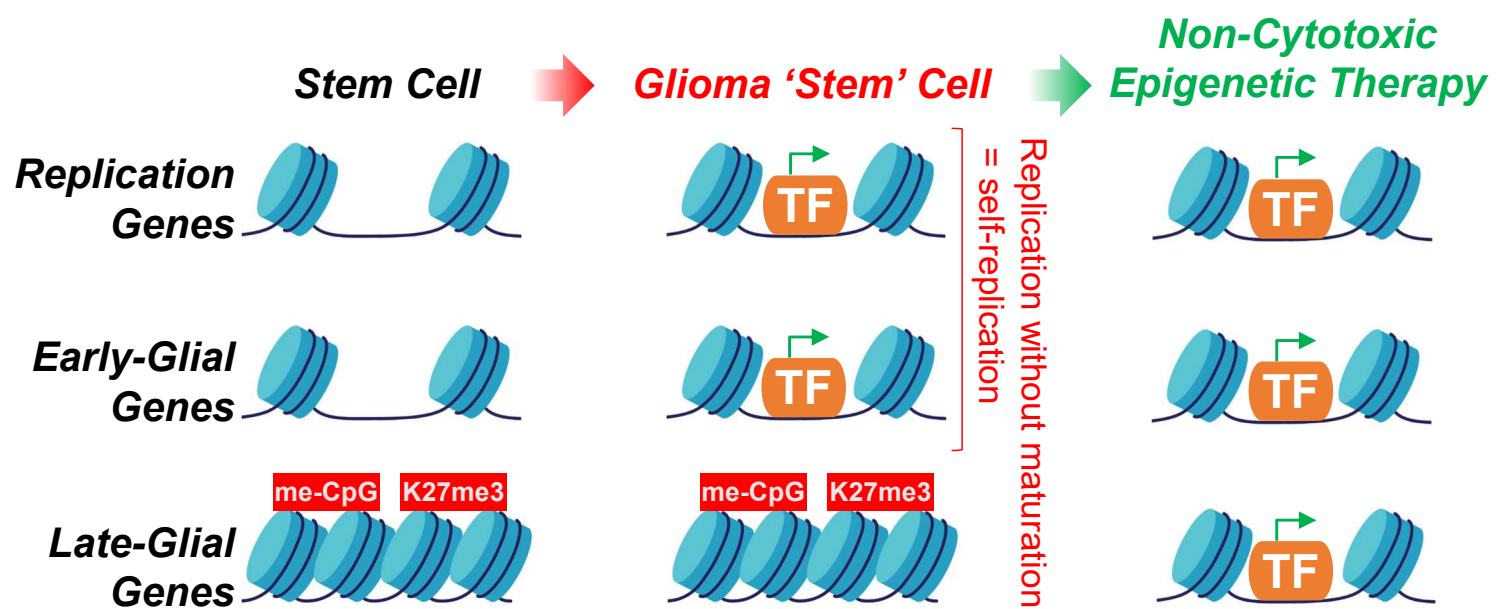 Non-Cytotoxic
Stem Cell
Glioma ‘Stem’ Cell
Epigenetic Therapy
Replication
Genes
TF
TF
Replication without maturation
= self-replication
Early-Glial
Genes
TF
TF
me-CpG
K27me3
me-CpG
K27me3
Late-Glial
Genes
TF